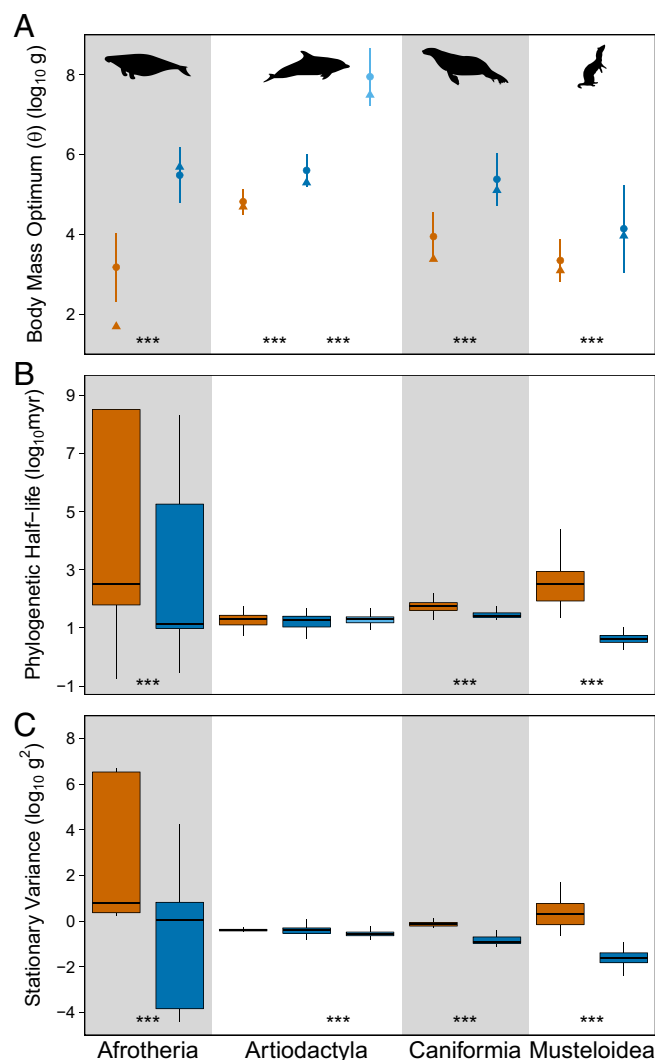 A
Body Mass Optimum (θ) (log10 g)
8
6
4
2
*** *** *** *** ***
B
Phylogenetic Half-life (log10myr)
9
7
5
3
1
−1
*** *** ***
C
Stationary Variance (log10 g2)
8
6
4
2
0
−2
−4
*** *** *** ***
Afrotheria Artiodactyla Caniformia Musteloidea